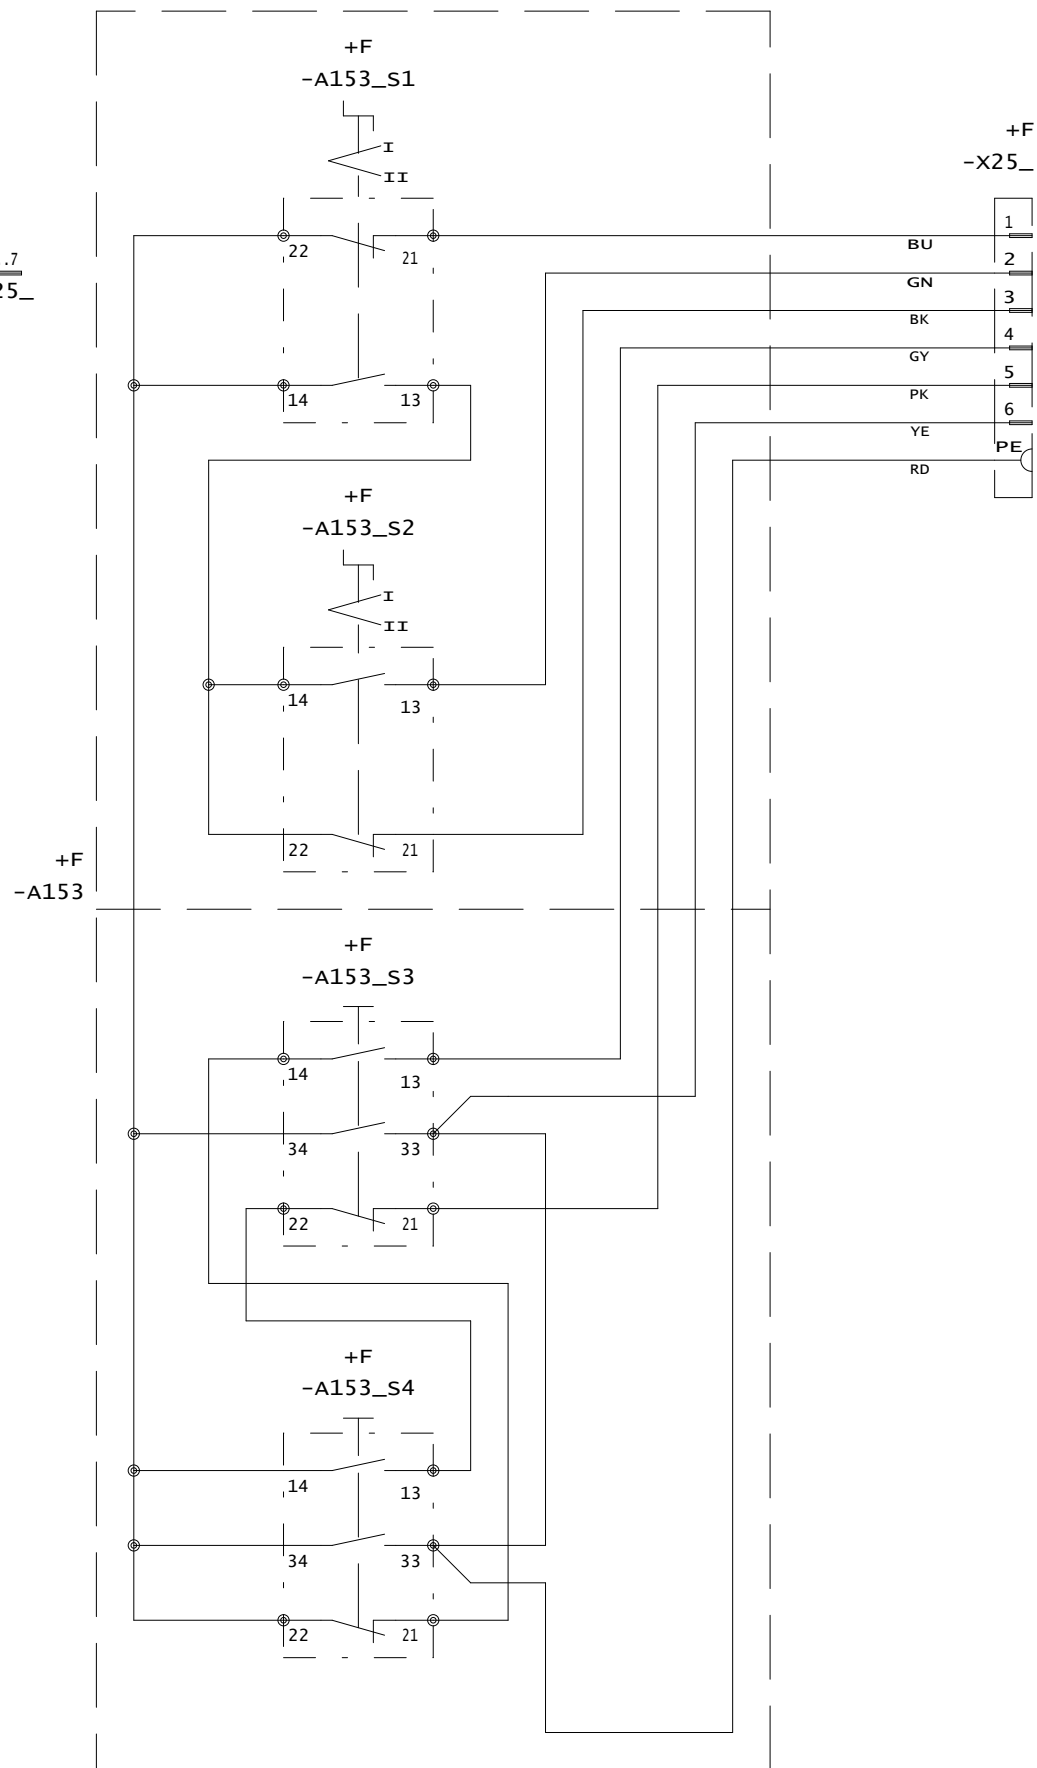 +F
-A153_S1
I
II
+F
-X25_
22
21
1
BU
.7
2
GN
25_
3
BK
4
GY
5
PK
14
13
6
YE
PE
RD
+F
-A153_S2
I
II
14
13
22
21
+F
-A153
+F
-A153_S3
14
13
34
33
22
21
+F
-A153_S4
14
13
34
33
22
21